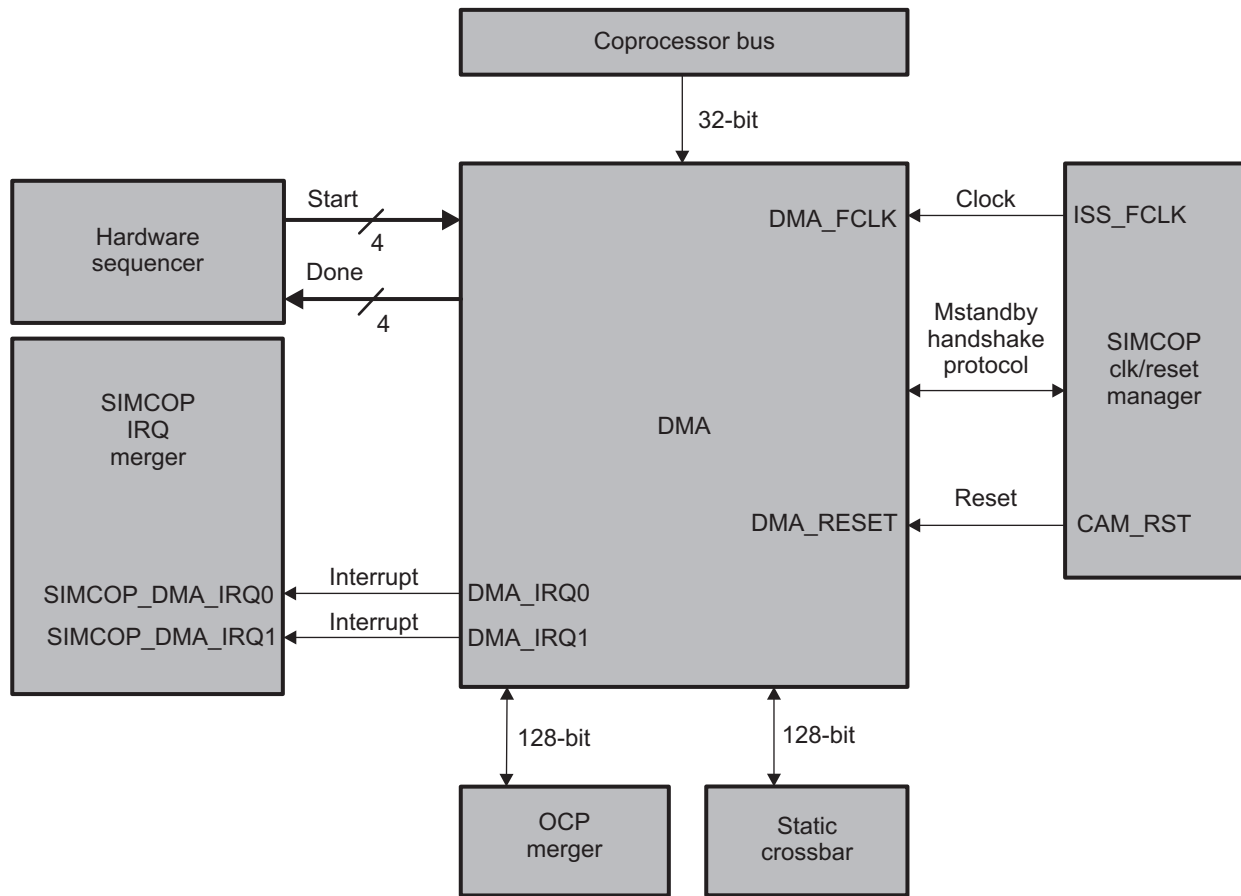 Coprocessor bus
32-bit
Hardware
sequencer
Start
4
Done
4
DMA_FCLK
Clock
ISS_FCLK
Mstandby
handshake
protocol
SIMCOP
clk/reset
manager
SIMCOP
IRQ
merger
DMA
DMA_RESET
Reset
CAM_RST
SIMCOP_DMA_IRQ0
Interrupt
DMA_IRQ0
SIMCOP_DMA_IRQ1
Interrupt
DMA_IRQ1
128-bit
128-bit
OCP
merger
Static
crossbar